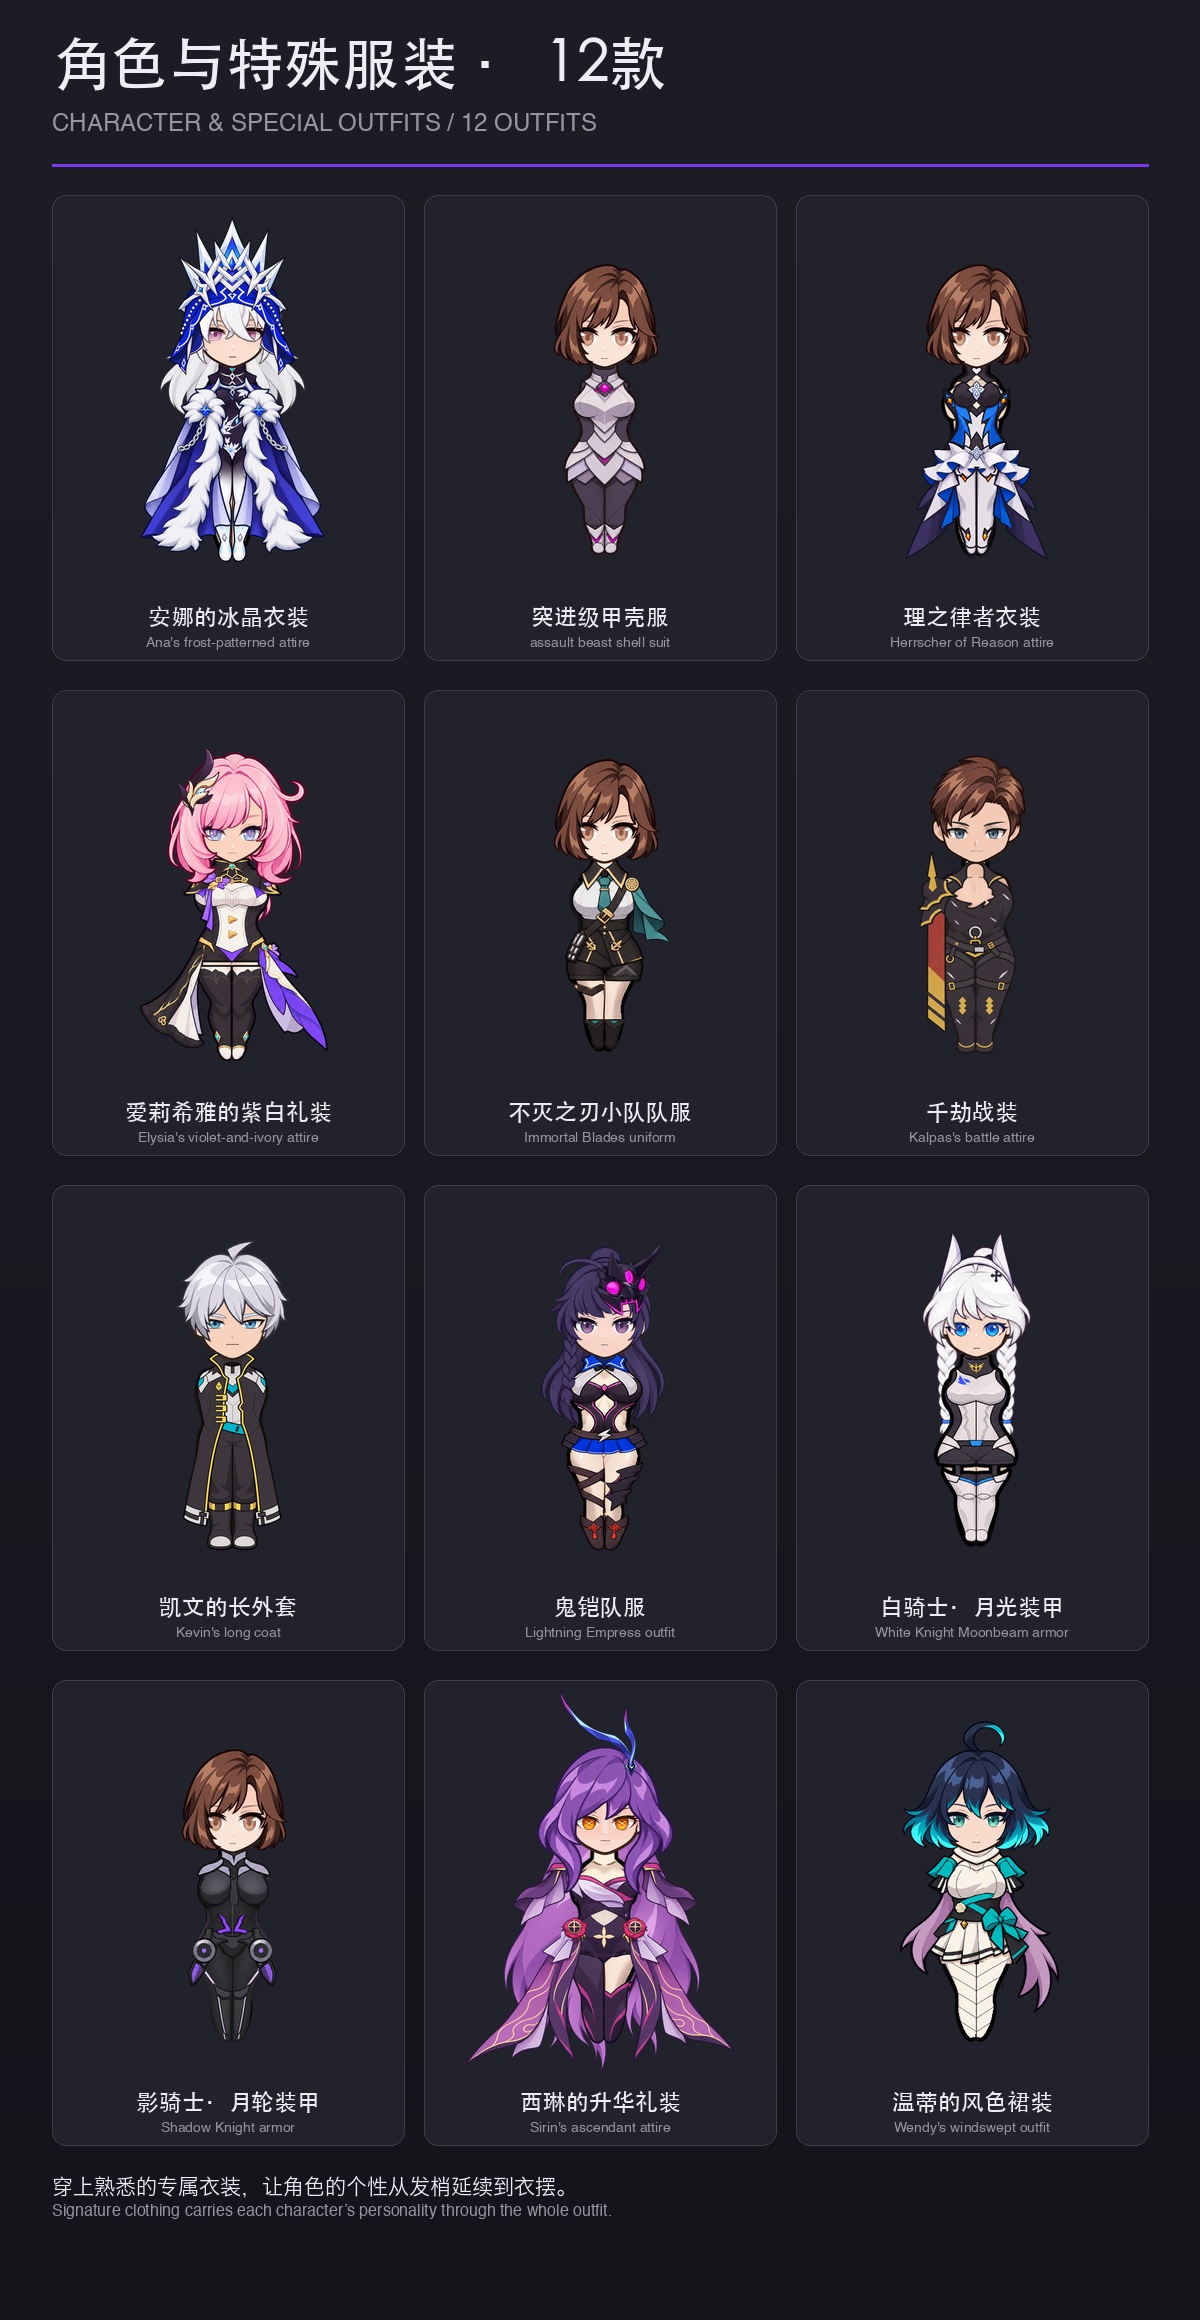 角色与特殊服装 · 12款
CHARACTER & SPECIAL OUTFITS / 12 OUTFITS
安娜的冰晶衣装
Ana's frost-patterned attire
突进级甲壳服
assault beast shell suit
理之律者衣装
Herrscher of Reason attire
爱莉希雅的紫白礼装
Elysia's violet-and-ivory attire
不灭之刃小队队服
Immortal Blades uniform
千劫战装
Kalpas's battle attire
凯文的长外套
Kevin's long coat
鬼铠队服
Lightning Empress outfit
白骑士· 月光装甲
White Knight Moonbeam armor
影骑士· 月轮装甲
Shadow Knight armor
西琳的升华礼装
Sirin's ascendant attire
温蒂的风色裙装
Wendy's windswept outfit
穿上熟悉的专属衣装，让角色的个性从发梢延续到衣摆。
Signature clothing carries each character's personality through the whole outfit.